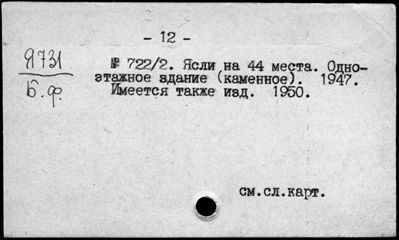 - 12 -
Я731
Б.ф.
№ 722/2. Ясли на 44 места. Одно-
этажное здание (каменное). 1947.
Имеется также изд. 1950.
см.сл.карт.